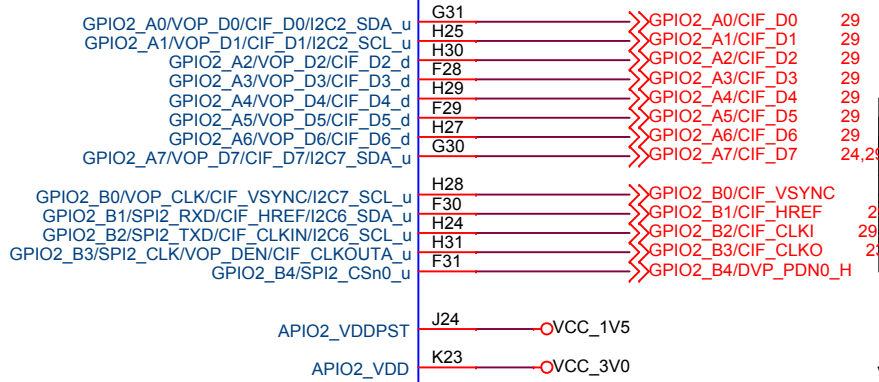 GPIO2_A0/VOP_D0/CIF_D0/I2C2_SDA_u G31 GPIO2_A0/CIF_D0 29
GPIO2_A1/VOP_D1/CIF_D1/I2C2_SCL_u H25 GPIO2_A1/CIF_D1 29
GPIO2_A2/VOP_D2/CIF_D2_d H30 GPIO2_A2/CIF_D2 29
GPIO2_A3/VOP_D3/CIF_D3_d F28 GPIO2_A3/CIF_D3 29
GPIO2_A4/VOP_D4/CIF_D4_d H29 GPIO2_A4/CIF_D4 29
GPIO2_A5/VOP_D5/CIF_D5_d F29 GPIO2_A5/CIF_D5 29
GPIO2_A6/VOP_D6/CIF_D6_d H27 GPIO2_A6/CIF_D6 29
GPIO2_A7/VOP_D7/CIF_D7/I2C7_SDA_u G30 GPIO2_A7/CIF_D7 24,29
GPIO2_B0/VOP_CLK/CIF_VSYNC/I2C7_SCL_u H28 GPIO2_B0/CIF_VSYNC
GPIO2_B1/SPI2_RXD/CIF_HREF/I2C6_SDA_u F30 GPIO2_B1/CIF_HREF
GPIO2_B2/SPI2_TXD/CIF_CLKIN/I2C6_SCL_u H24 GPIO2_B2/CIF_CLKI 29
GPIO2_B3/SPI2_CLK/VOP_DEN/CIF_CLKOUTA_u H31 GPIO2_B3/CIF_CLKO
GPIO2_B4/SPI2_CSn0_u F31 GPIO2_B4/DVP_PDN0_H
APIO2_VDDPST J24 VCC_1V5
APIO2_VDD K23 VCC_3V0